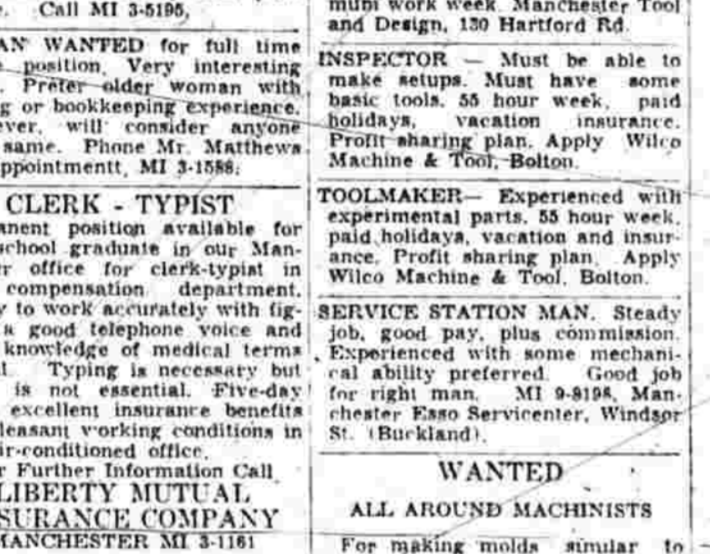 . Call MI 3-5195,
AN WANTED for full time
position. Very interesting
. Prefer older woman with
g or bookkeeping experience.
ever, will consider anyone
same. Phone Mr. Matthews
ppointmentt, MI 3-1588.
CLERK - TYPIST
anent position available for
school graduate in our Man-
r office for clerk-typist in
compensation department.
y to work accurately with fig-
a good telephone voice and
knowledge of medical terms
l Typing is necessary but
is not essential. Five-day
excellent insurance benefits
leasant working conditions in
ir-conditioned office.
r Further Information Call
LIBERTY MUTUAL
SURANCE COMPANY
MANCHESTER MI 3-1161
mum work week. Manchester Tool
and Design, 130 Hartford Rd.
INSPECTOR — Must be able to
make setups. Must have some
basic tools. 55 hour week, paid
holidays, vacation insurance.
Profit sharing plan. Apply Wilco
Machine & Tool, Bolton.
TOOLMAKER— Experienced with
experimental parts. 55 hour week,
paid holidays, vacation and insur-
ance. Profit sharing plan. Apply
Wilco Machine & Tool, Bolton.
SERVICE STATION MAN. Steady
job, good pay, plus commission.
Experienced with some mechani-
cal ability preferred. Good job
for right man. MI 9-8198, Man-
chester Esso Servicenter, Windsor
St. (Buckland).
WANTED
ALL AROUND MACHINISTS
For making molds similar to